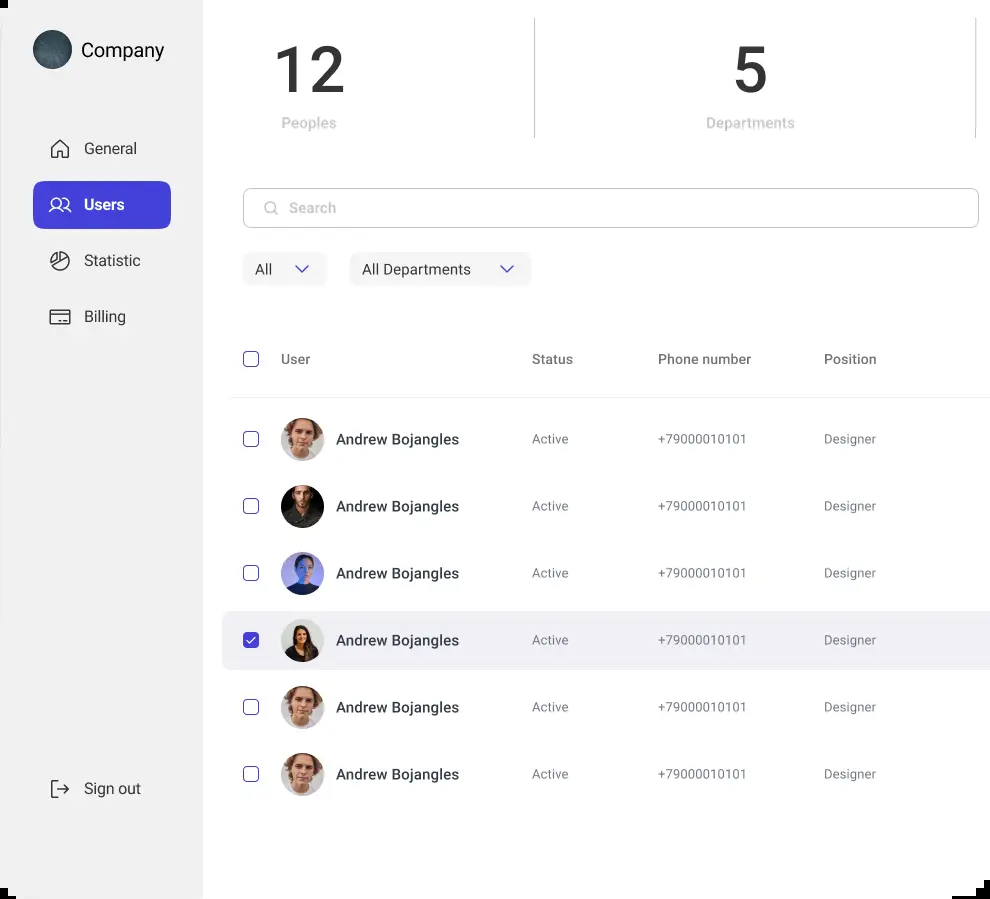 Company
General
Users
Statistic
Billing
Sign out
12
Peoples
5
Departments
Search
All
All Departments
User Status Phone number Position
Andrew Bojangles Active +79000010101 Designer
Andrew Bojangles Active +79000010101 Designer
Andrew Bojangles Active +79000010101 Designer
Andrew Bojangles Active +79000010101 Designer
Andrew Bojangles Active +79000010101 Designer
Andrew Bojangles Active +79000010101 Designer